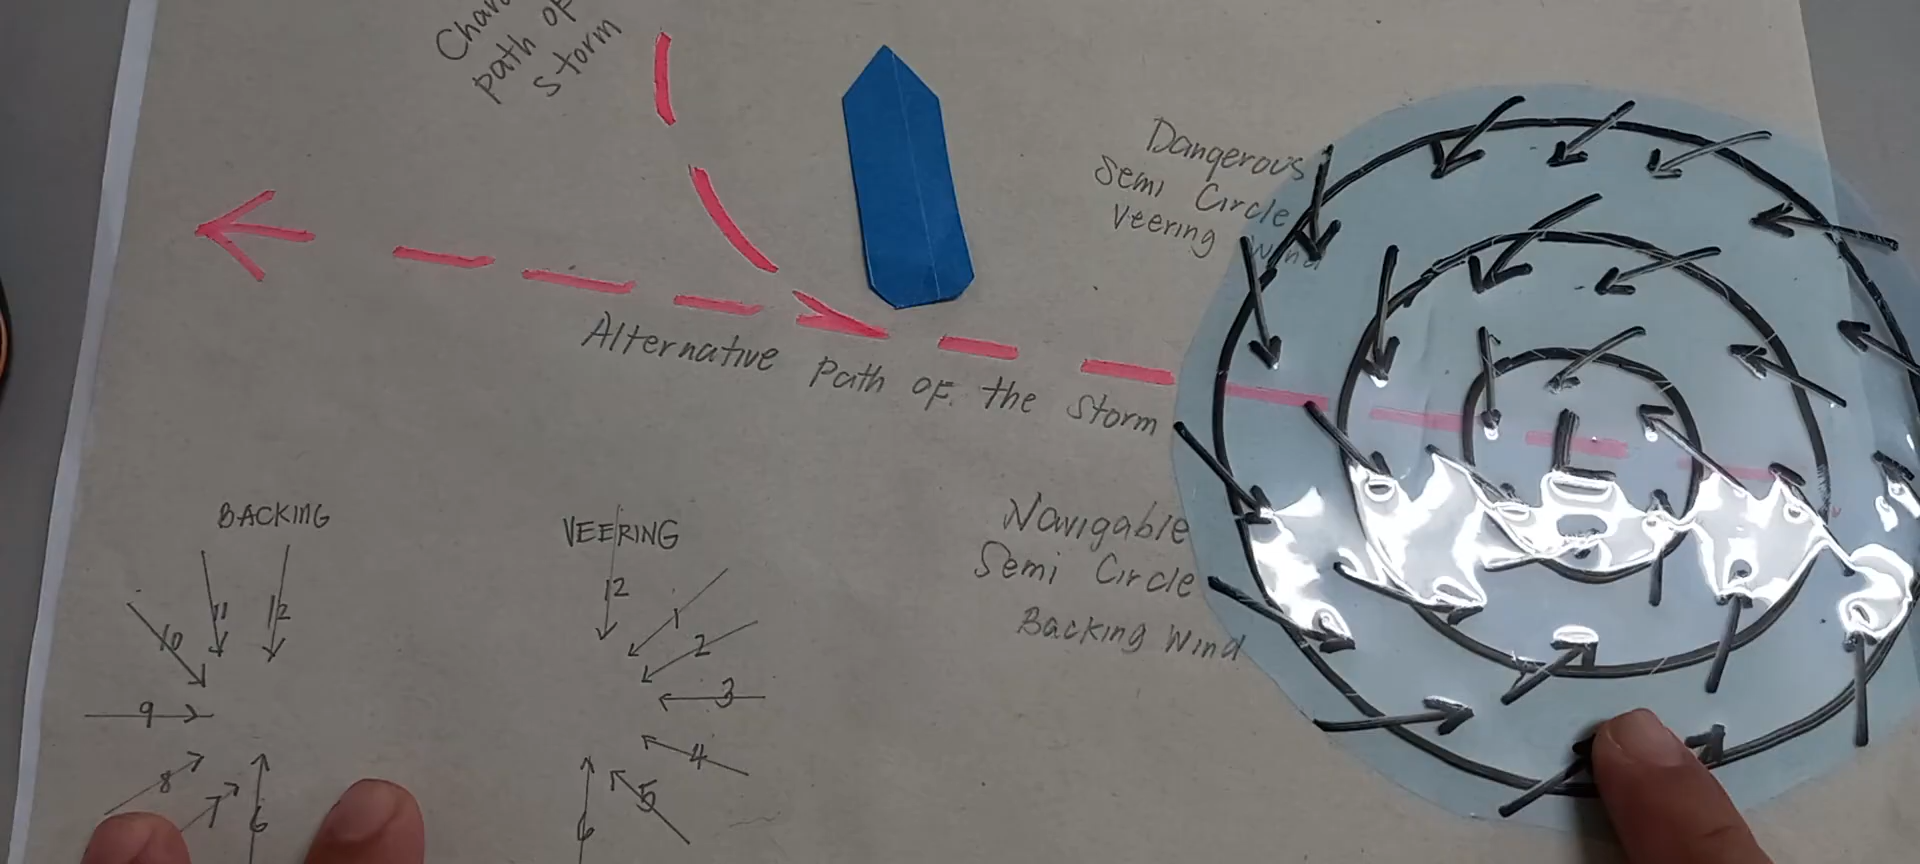 path of
storm
Dangerous
Semi Circle
Veering Wind
Alternative Path OF. the storm
L
Navigable
Semi Circle
Backing Wind
BACKING
11
12
10
9
8
7
6
VEERING
12
1
2
3
4
5
6